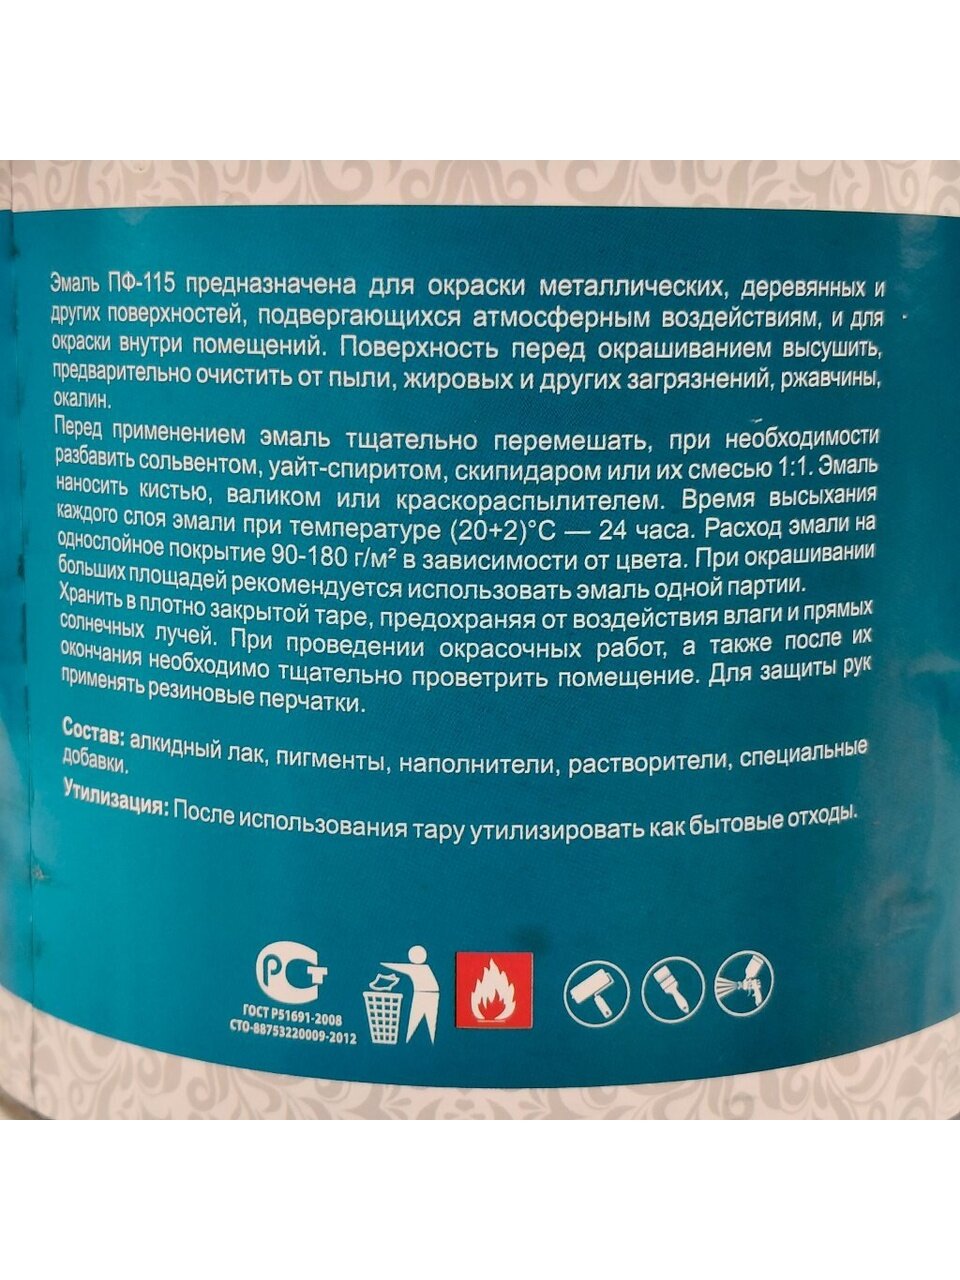 Эмаль ПФ-115 предназначена для окраски металлических, деревянных и
других поверхностей, подвергающихся атмосферным воздействиям, и для
окраски внутри помещений. Поверхность перед окрашиванием высушить,
предварительно очистить от пыли, жировых и других загрязнений, ржавчины,
окалин.
Перед применением эмаль тщательно перемешать, при необходимости
разбавить сольвентом, уайт-спиритом, скипидаром или их смесью 1:1. Эмаль
наносить кистью, валиком или краскораспылителем. Время высыхания
каждого слоя эмали при температуре (20+2)°С — 24 часа. Расход эмали на
однослойное покрытие 90-180 г/м² в зависимости от цвета. При окрашивании
больших площадей рекомендуется использовать эмаль одной партии.
Хранить в плотно закрытой таре, предохраняя от воздействия влаги и прямых
солнечных лучей. При проведении окрасочных работ, а также после их
окончания необходимо тщательно проветрить помещение. Для защиты рук
применять резиновые перчатки.
Состав: алкидный лак, пигменты, наполнители, растворители, специальные
добавки.
Утилизация: После использования тару утилизировать как бытовые отходы.
РСТ
ГОСТ Р51691-2008
СТО-88753220009-2012